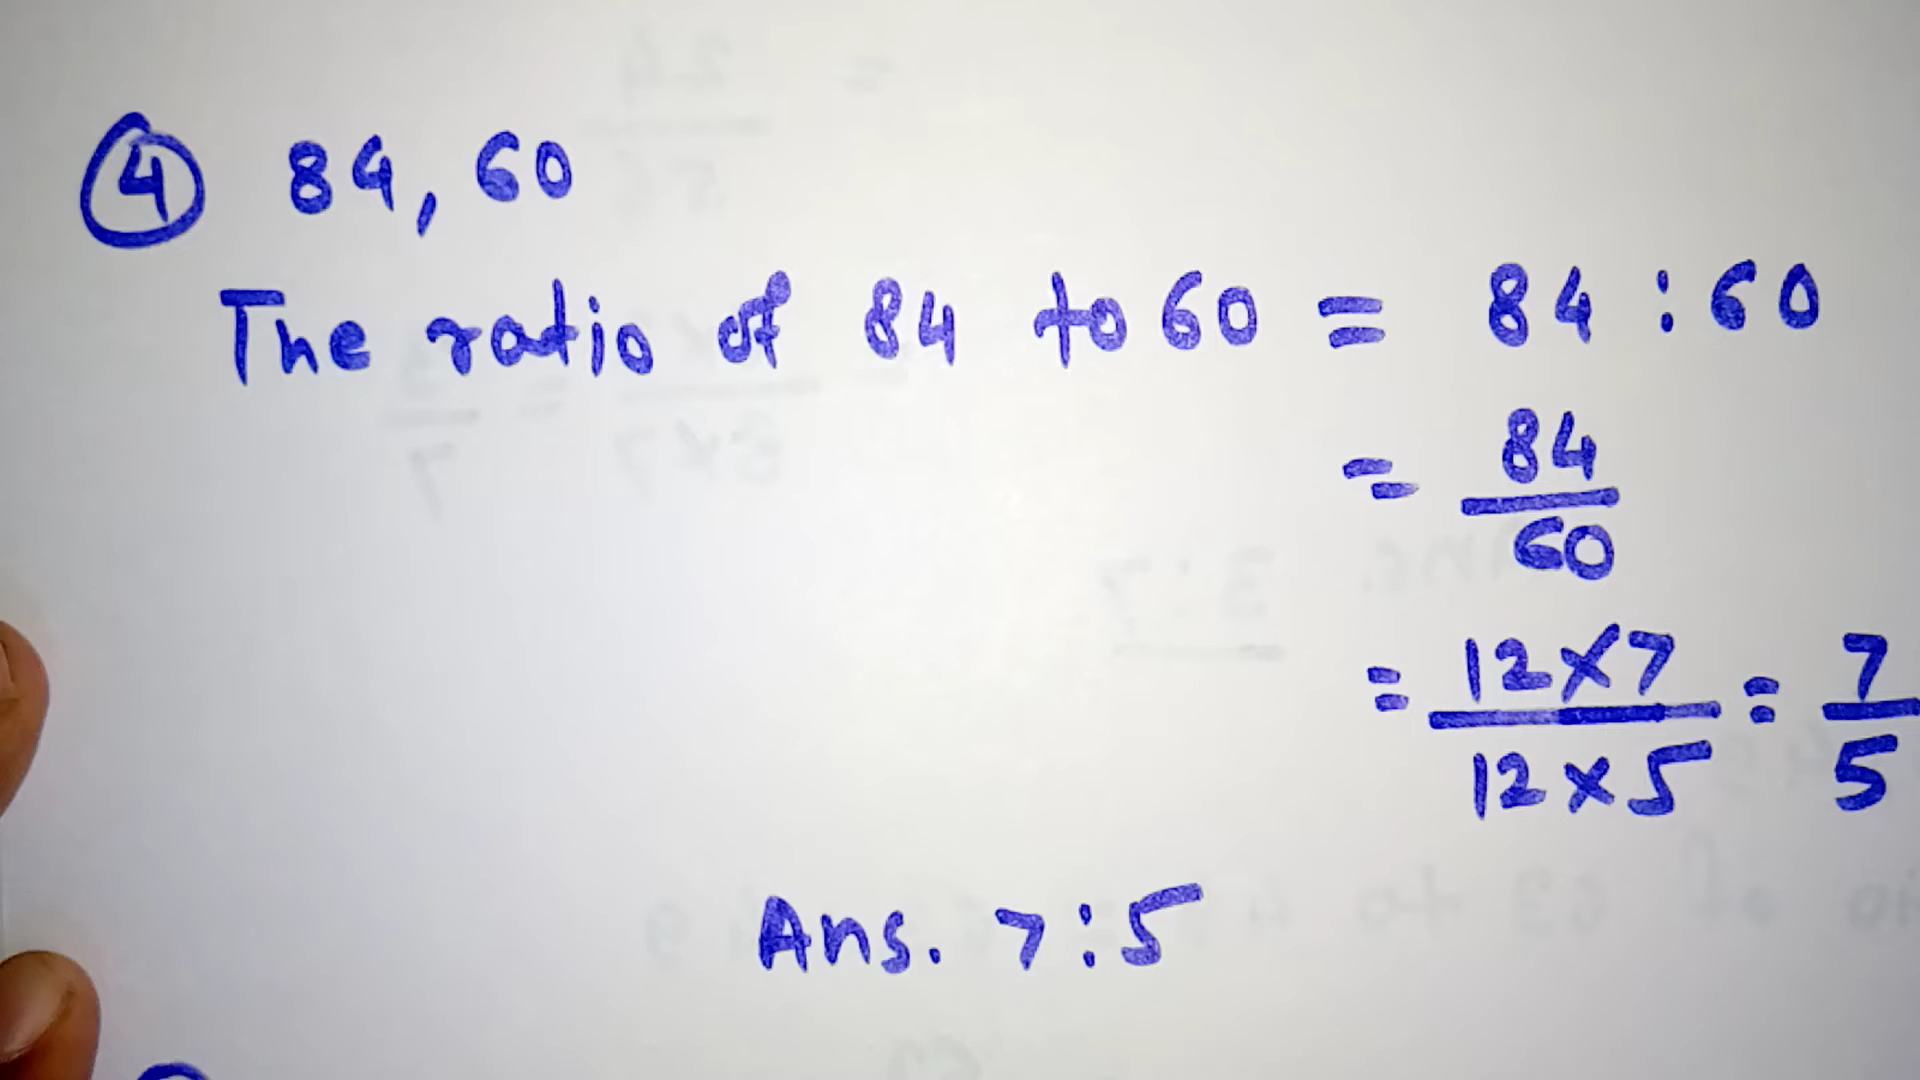 ④ 84, 60
The ratio of 84 to 60 = 84 : 60
= 84/60
= 12×7/12×5 = 7/5
Ans. 7:5